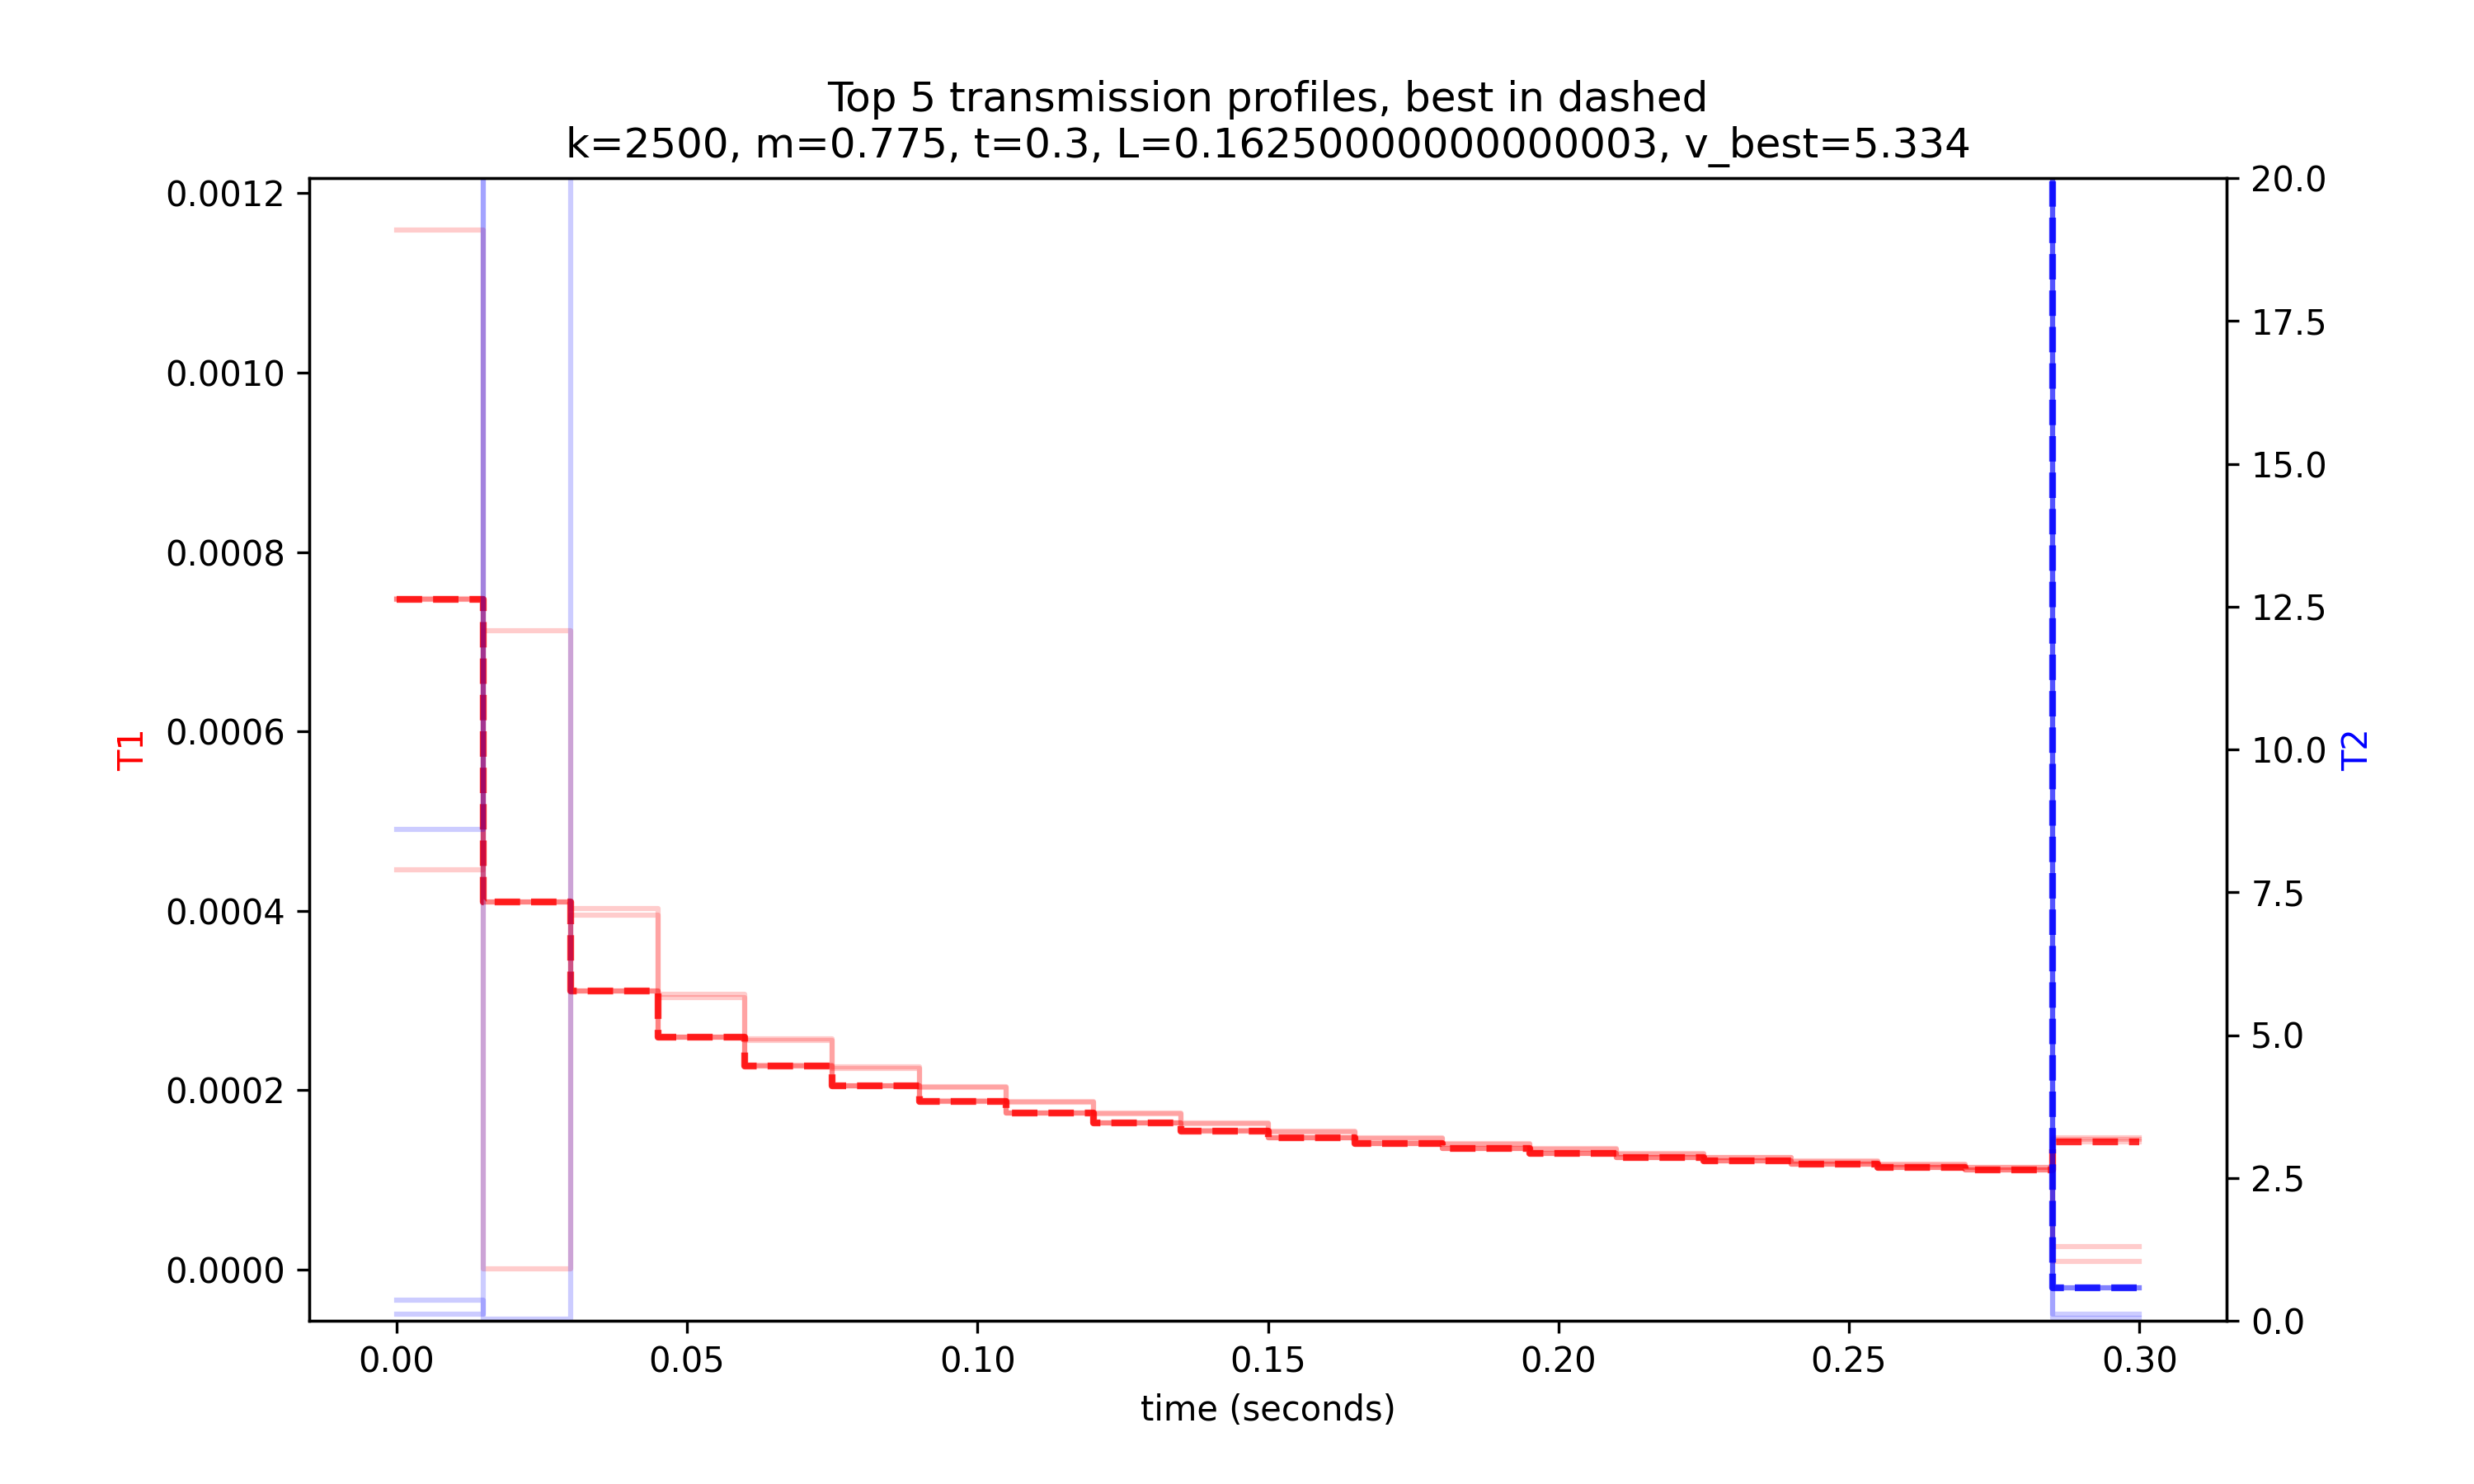 Top 5 transmission profiles, best in dashed
k=2500, m=0.775, t=0.3, L=0.16250000000000003, v_best=5.334
0.0012
0.0010
0.0008
0.0006
0.0004
0.0002
0.0000
T1
20.0
17.5
15.0
12.5
10.0
7.5
5.0
2.5
0.0
T2
0.00 0.05 0.10 0.15 0.20 0.25 0.30
time (seconds)